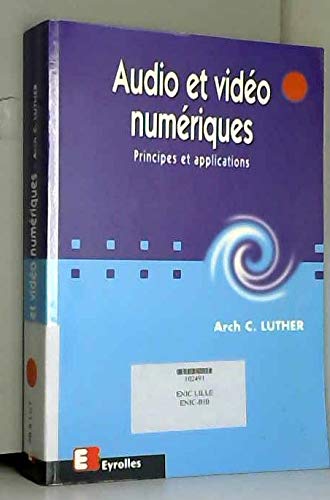 Audio et vidéo
numériques
Principes et applications
Arch C. LUTHER
102491
ENIC LILLE
ENIC-BIB
Eyrolles
et vidéo numériques
Arch C. LUTHER